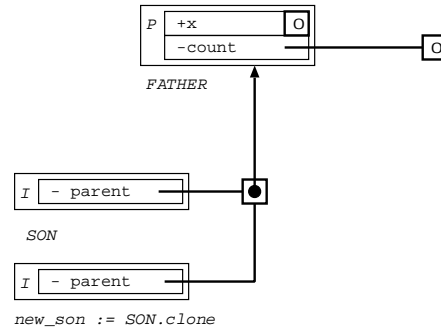 P +x O
-count O
FATHER
I - parent
SON
I - parent
new_son := SON.clone